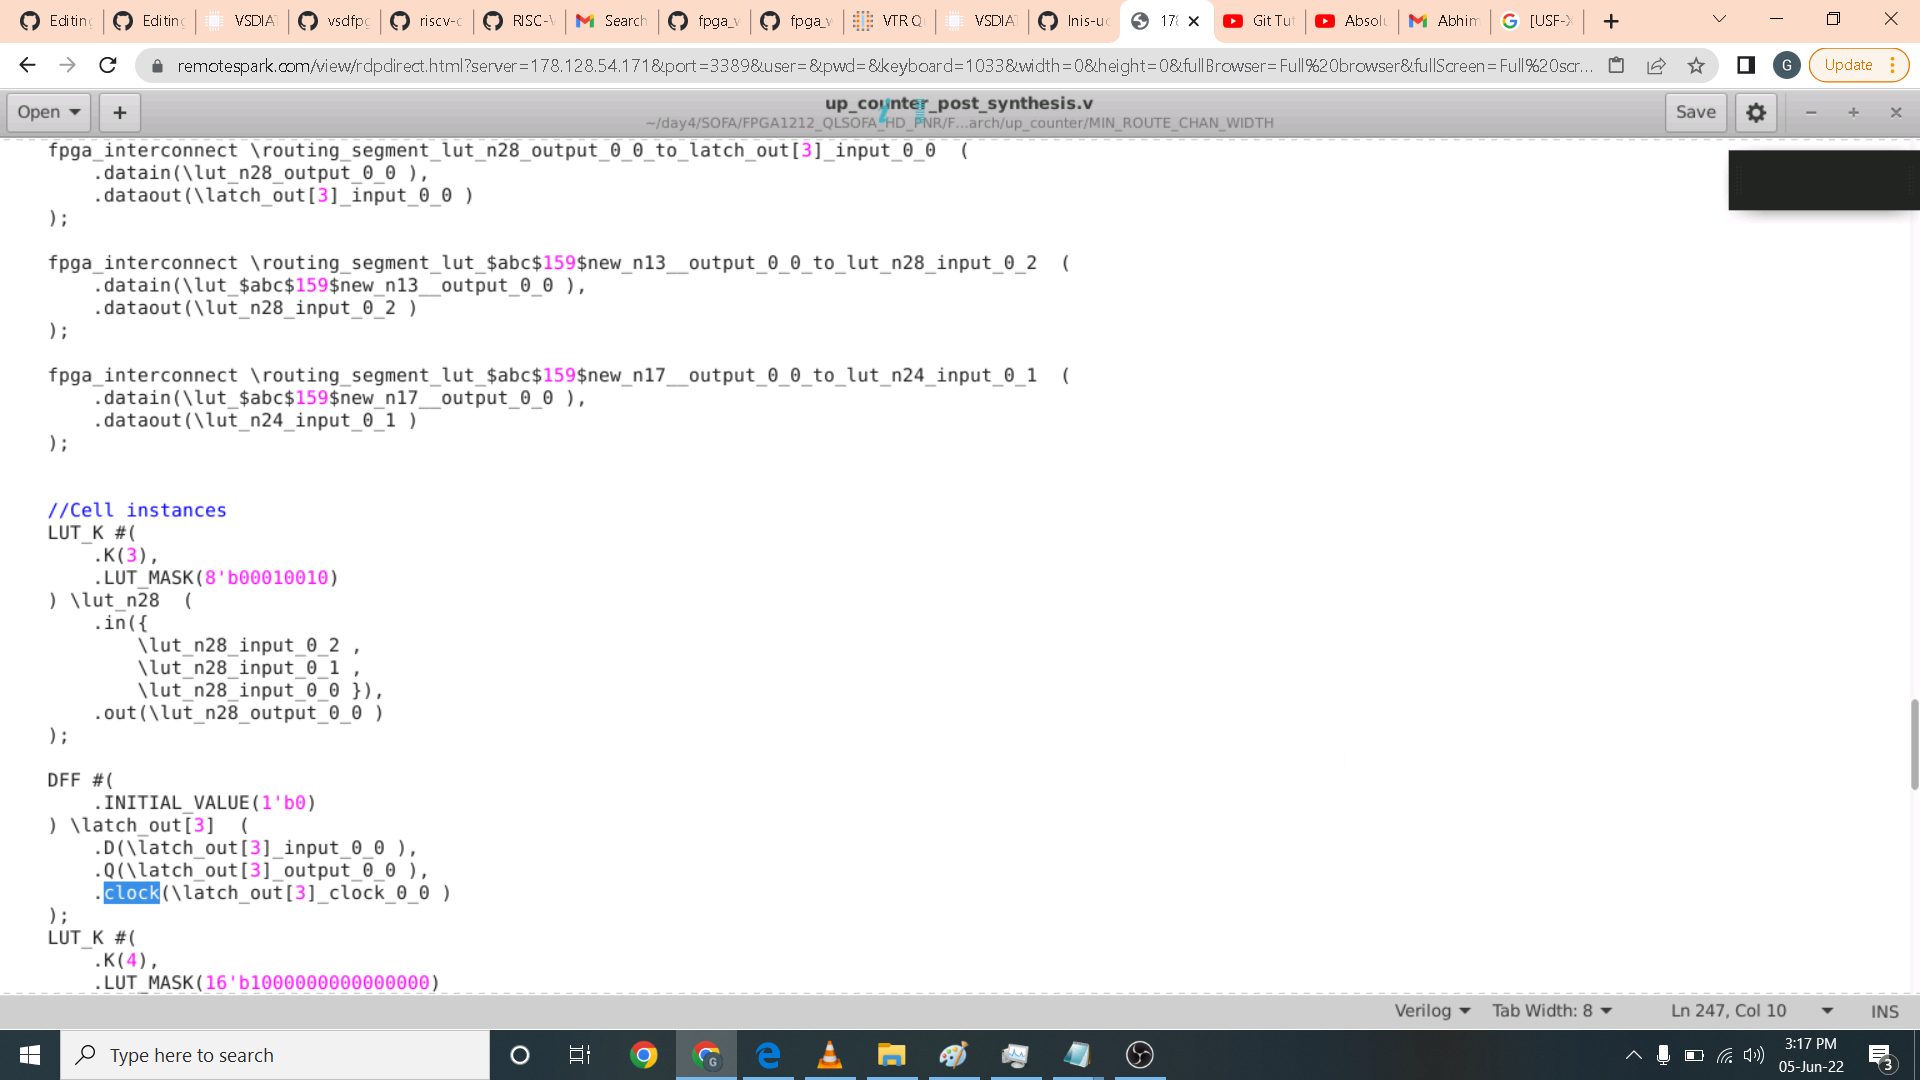 Editing
Editin
VSDIA
vsdfpg
riscv-c
RISC-V
Search
fpga_v
fpga_v
VTR Q
VSDIA
lnis-uc
178
Git Tut
Absolu
Abhim
[USF-X
remotespark.com/view/rdpdirect.html?server=178.128.54.171&port=3389&user=&pwd=&keyboard=1033&width=0&height=0&fullBrowser=Full%20browser&fullScreen=Full%20scr...
G
Update
Open
+
up_counter_post_synthesis.v
~/day4/SOFA/FPGA1212_QLSOFA_HD_PNR/F...arch/up_counter/MIN_ROUTE_CHAN_WIDTH
Save
fpga_interconnect \routing_segment_lut_n28_output_0_0_to_latch_out[3]_input_0_0  (
.datain(\lut_n28_output_0_0 ),
.dataout(\latch_out[3]_input_0_0 )
);
fpga_interconnect \routing_segment_lut_$abc$159$new_n13__output_0_0_to_lut_n28_input_0_2  (
.datain(\lut_$abc$159$new_n13__output_0_0 ),
.dataout(\lut_n28_input_0_2 )
);
fpga_interconnect \routing_segment_lut_$abc$159$new_n17__output_0_0_to_lut_n24_input_0_1  (
.datain(\lut_$abc$159$new_n17__output_0_0 ),
.dataout(\lut_n24_input_0_1 )
);
//Cell instances
LUT_K #(
.K(3),
.LUT_MASK(8'b00010010)
) \lut_n28  (
.in({
\lut_n28_input_0_2 ,
\lut_n28_input_0_1 ,
\lut_n28_input_0_0 }),
.out(\lut_n28_output_0_0 )
);
DFF #(
.INITIAL_VALUE(1'b0)
) \latch_out[3]  (
.D(\latch_out[3]_input_0_0 ),
.Q(\latch_out[3]_output_0_0 ),
.clock(\latch_out[3]_clock_0_0 )
);
LUT_K #(
.K(4),
.LUT_MASK(16'b1000000000000000)
Verilog
Tab Width: 8
Ln 247, Col 10
INS
Type here to search
G
3:17 PM
05-Jun-22
3